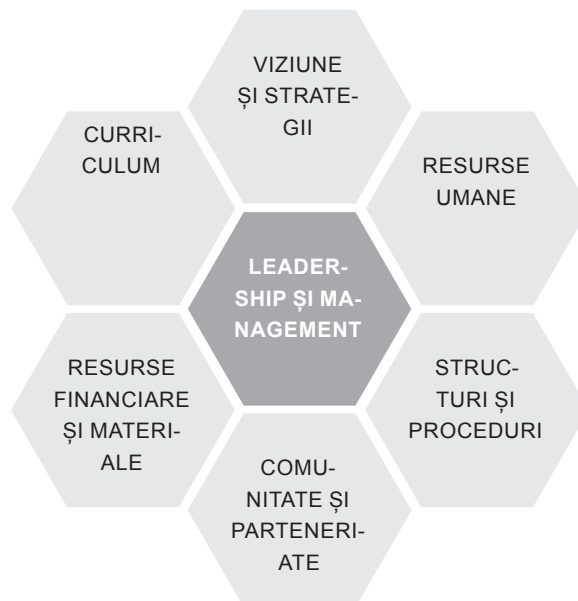 VIZIUNE
ȘI STRATE-
GII
CURRI-
CULUM
RESURSE
UMANE
LEADER-
SHIP ȘI MA-
NAGEMENT
RESURSE
FINANCIARE
ȘI MATERI-
ALE
STRUC-
TURI ȘI
PROCEDURI
COMU-
NITATE ȘI
PARTENERI-
ATE